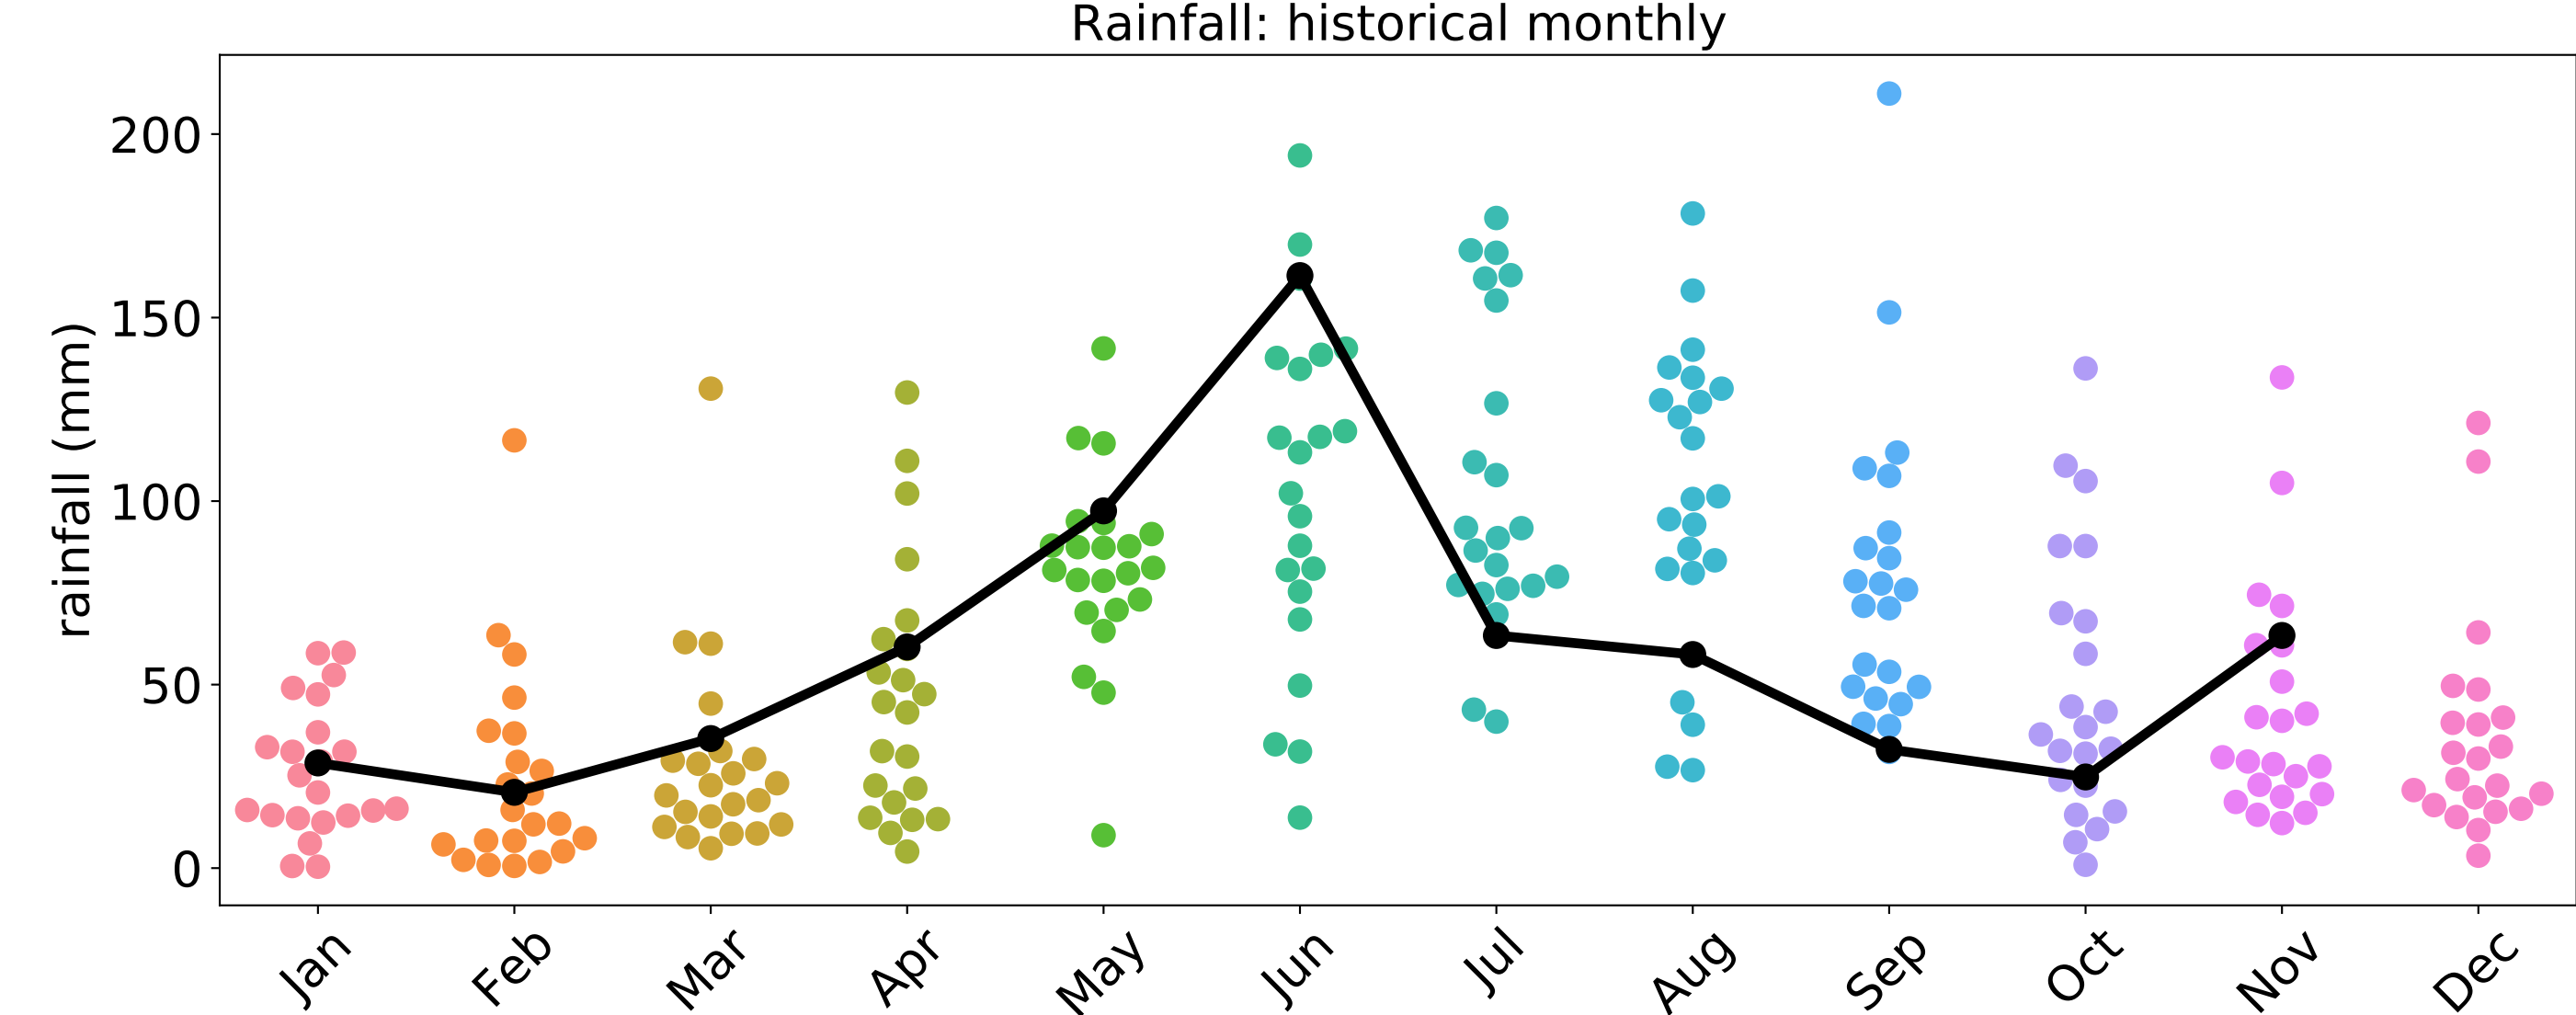 Rainfall: historical monthly
rainfall (mm)
200
150
100
50
0
Jan
Feb
Mar
Apr
May
Jun
Jul
Aug
Sep
Oct
Nov
Dec